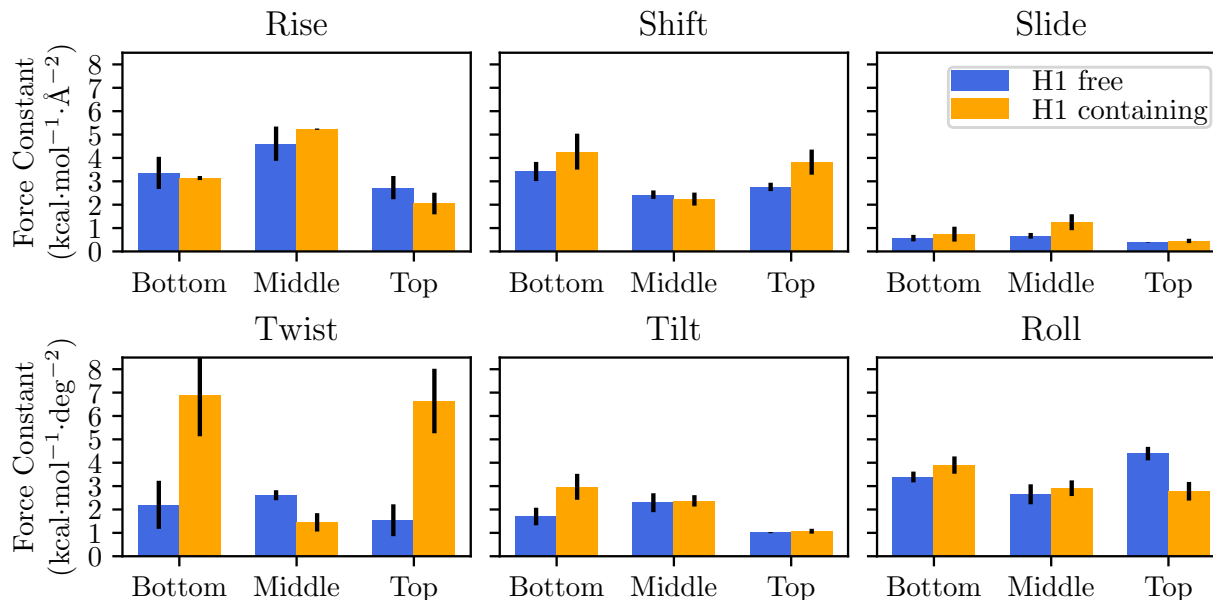 Rise
Shift
Slide
Force Constant
(kcal·mol⁻¹·Å⁻²)
8
7
6
5
4
3
2
1
0
H1 free
H1 containing
Bottom Middle Top
Bottom Middle Top
Bottom Middle Top
Twist
Tilt
Roll
Force Constant
(kcal·mol⁻¹·deg⁻²)
8
7
6
5
4
3
2
1
0
Bottom Middle Top
Bottom Middle Top
Bottom Middle Top